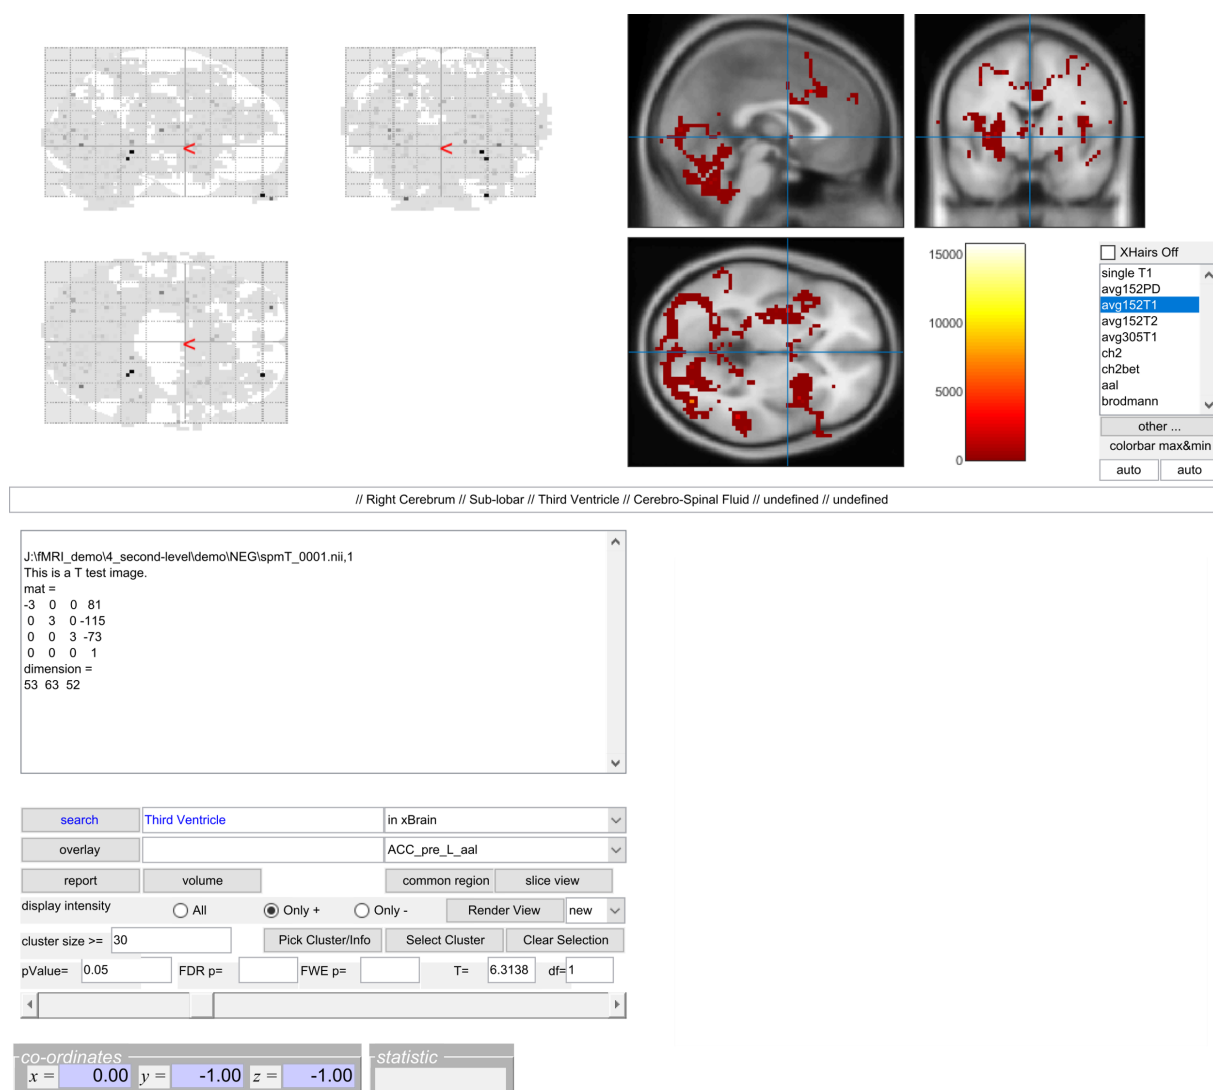 15000
10000
5000
0
XHairs Off
single T1
avg152PD
avg152T1
avg152T2
avg305T1
ch2
ch2bet
aal
brodmann
other ...
colorbar max&min
auto auto
// Right Cerebrum // Sub-lobar // Third Ventricle // Cerebro-Spinal Fluid // undefined // undefined
J:\fMRI_demo\4_second-level\demo\NEG\spmT_0001.nii,1
This is a T test image.
mat =
-3 0 0 81
0 3 0 -115
0 0 3 -73
0 0 0 1
dimension =
53 63 52
search Third Ventricle in xBrain
overlay ACC_pre_L_aal
report volume common region slice view
display intensity All Only + Only - Render View new
cluster size >= 30 Pick Cluster/Info Select Cluster Clear Selection
pValue= 0.05 FDR p= FWE p= T= 6.3138 df= 1
co-ordinates statistic
x = 0.00 y = -1.00 z = -1.00